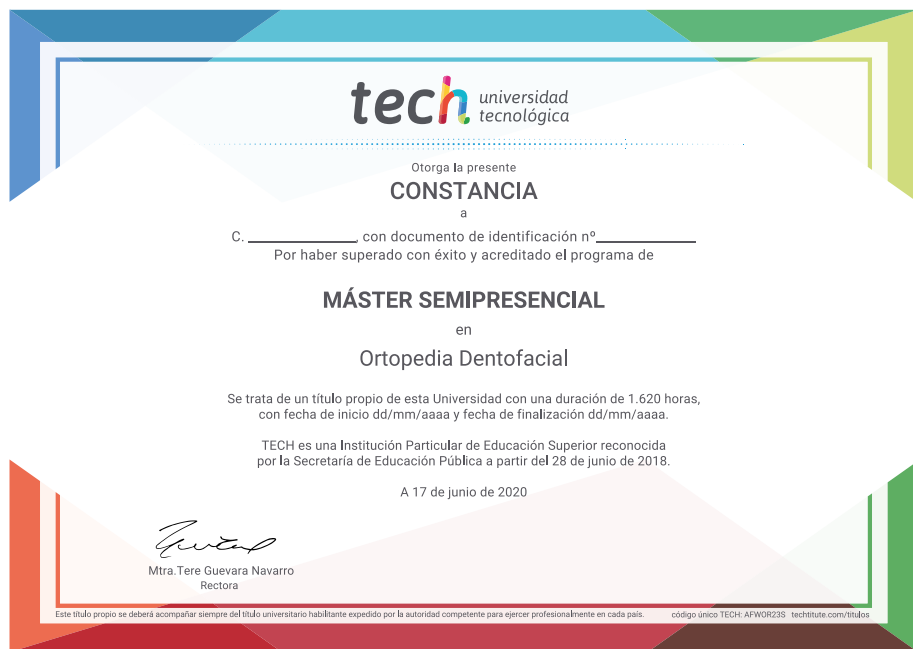 tech universidad
tecnológica
Otorga la presente
CONSTANCIA
a
C. ____________, con documento de identificación nº____________
Por haber superado con éxito y acreditado el programa de
MÁSTER SEMIPRESENCIAL
en
Ortopedia Dentofacial
Se trata de un título propio de esta Universidad con una duración de 1.620 horas,
con fecha de inicio dd/mm/aaaa y fecha de finalización dd/mm/aaaa.
TECH es una Institución Particular de Educación Superior reconocida
por la Secretaría de Educación Pública a partir del 28 de junio de 2018.
A 17 de junio de 2020
Mtra.Tere Guevara Navarro
Rectora
Este título propio se deberá acompañar siempre del título universitario habilitante expedido por la autoridad competente para ejercer profesionalmente en cada país. código único TECH: AFWOR23S techtitute.com/titulos